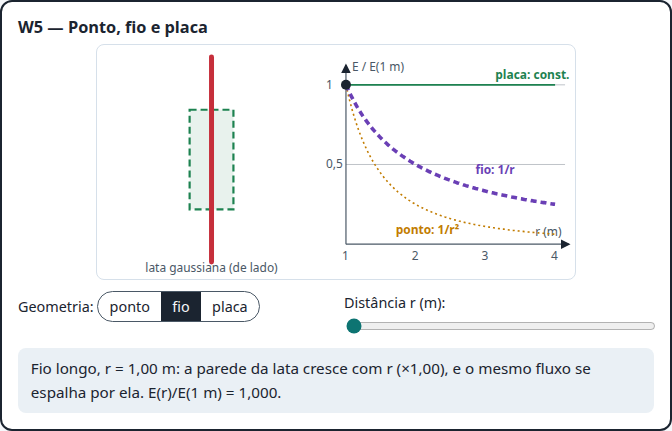 W5 — Ponto, fio e placa
E / E(1 m)
placa: const.
1
0,5
fio: 1/r
ponto: 1/r²
r (m)
1 2 3 4
lata gaussiana (de lado)
Geometria: ponto fio placa
Distância r (m):
Fio longo, r = 1,00 m: a parede da lata cresce com r (×1,00), e o mesmo fluxo se
espalha por ela. E(r)/E(1 m) = 1,000.